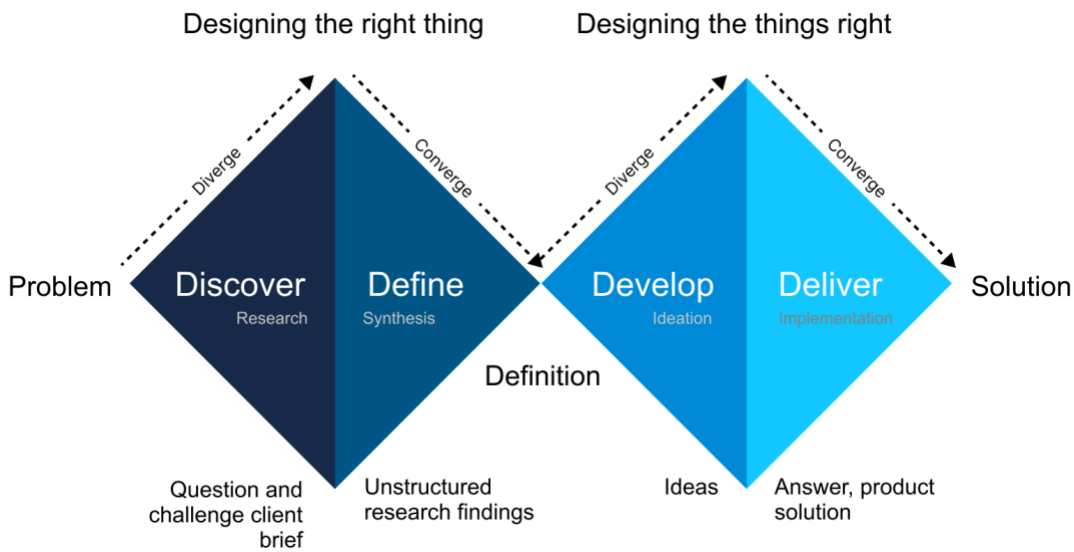 Designing the right thing
Designing the things right
Diverge
Converge
Diverge
Converge
Problem
Discover
Research
Define
Synthesis
Develop
Ideation
Deliver
Implementation
Solution
Definition
Question and
challenge client
brief
Unstructured
research findings
Ideas
Answer, product
solution